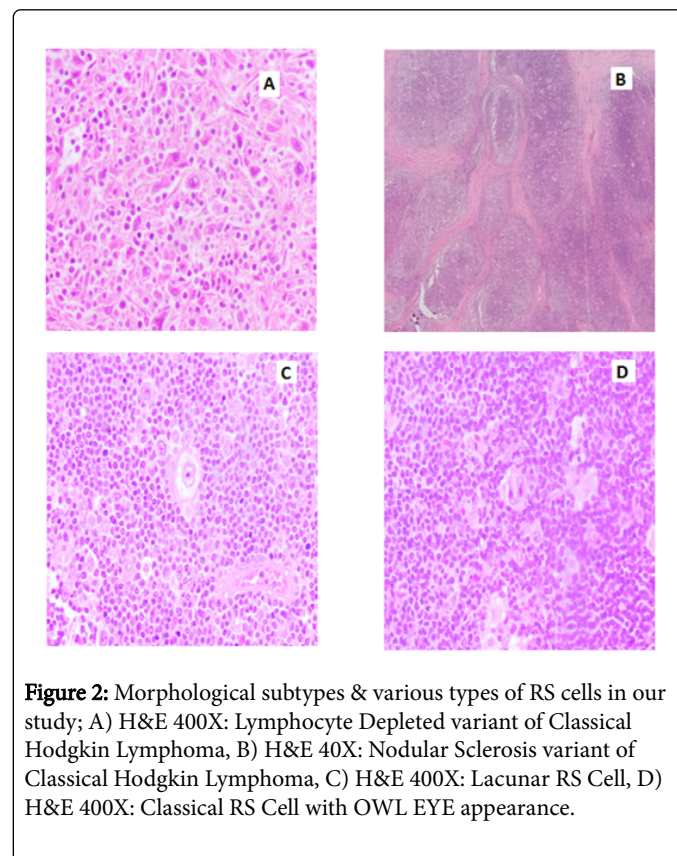 A
B
C
D
Figure 2: Morphological subtypes & various types of RS cells in our
study; A) H&E 400X: Lymphocyte Depleted variant of Classical
Hodgkin Lymphoma, B) H&E 40X: Nodular Sclerosis variant of
Classical Hodgkin Lymphoma, C) H&E 400X: Lacunar RS Cell, D)
H&E 400X: Classical RS Cell with OWL EYE appearance.